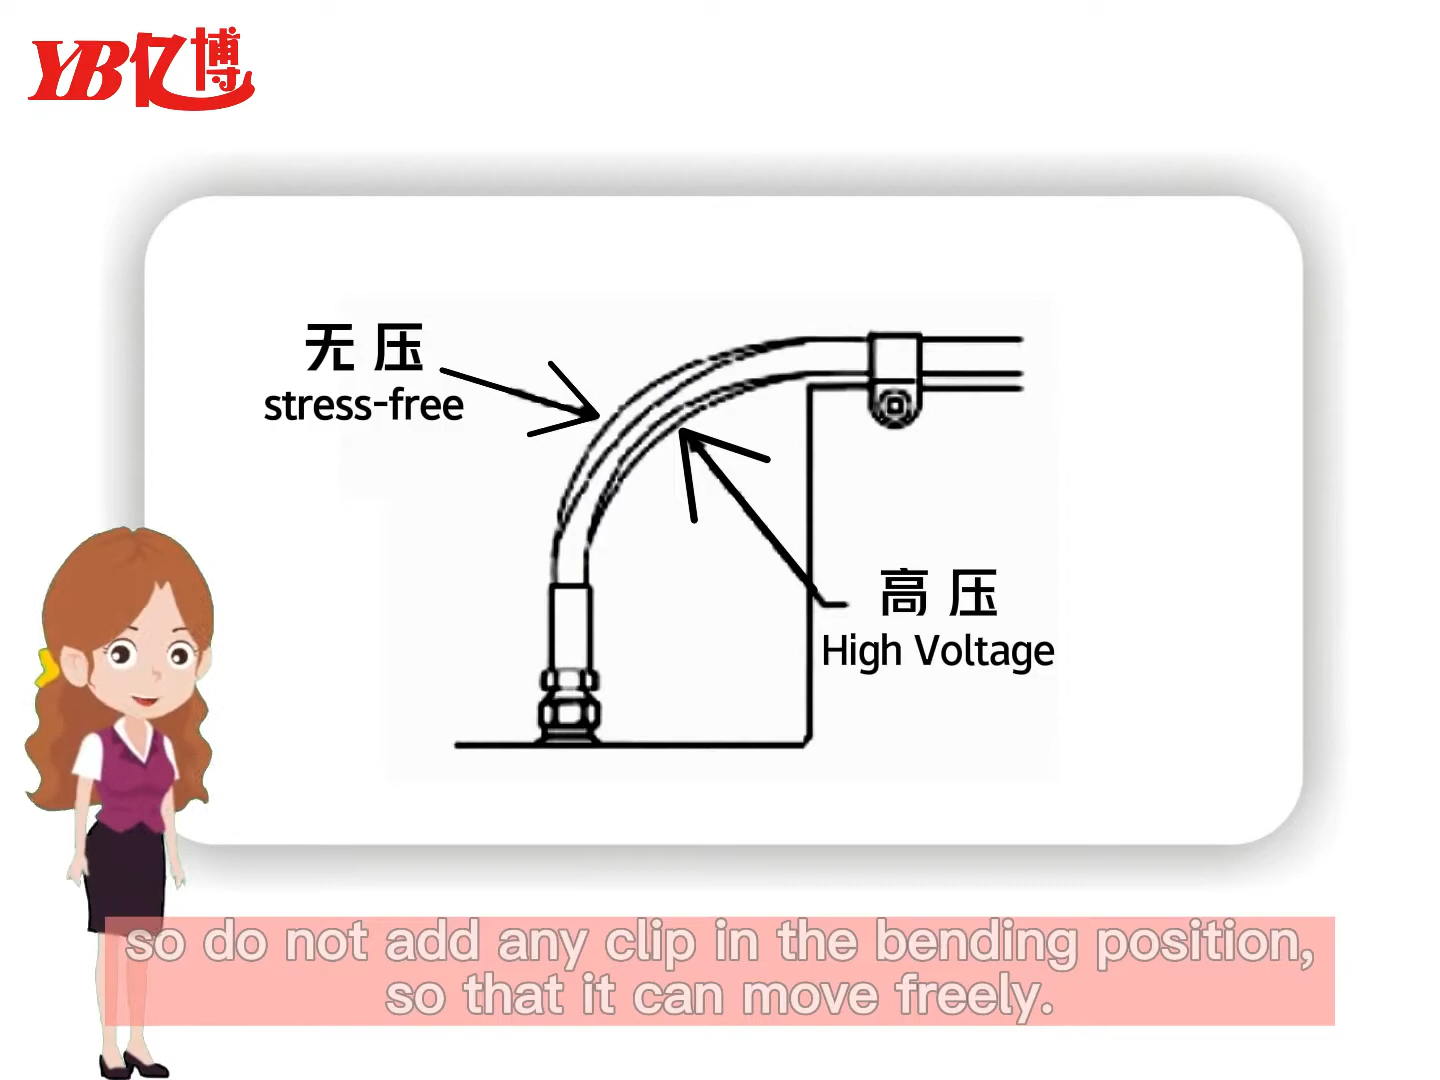 YB亿博
无压
stress-free
高压
High Voltage
so do not add any clip in the bending position,
so that it can move freely.